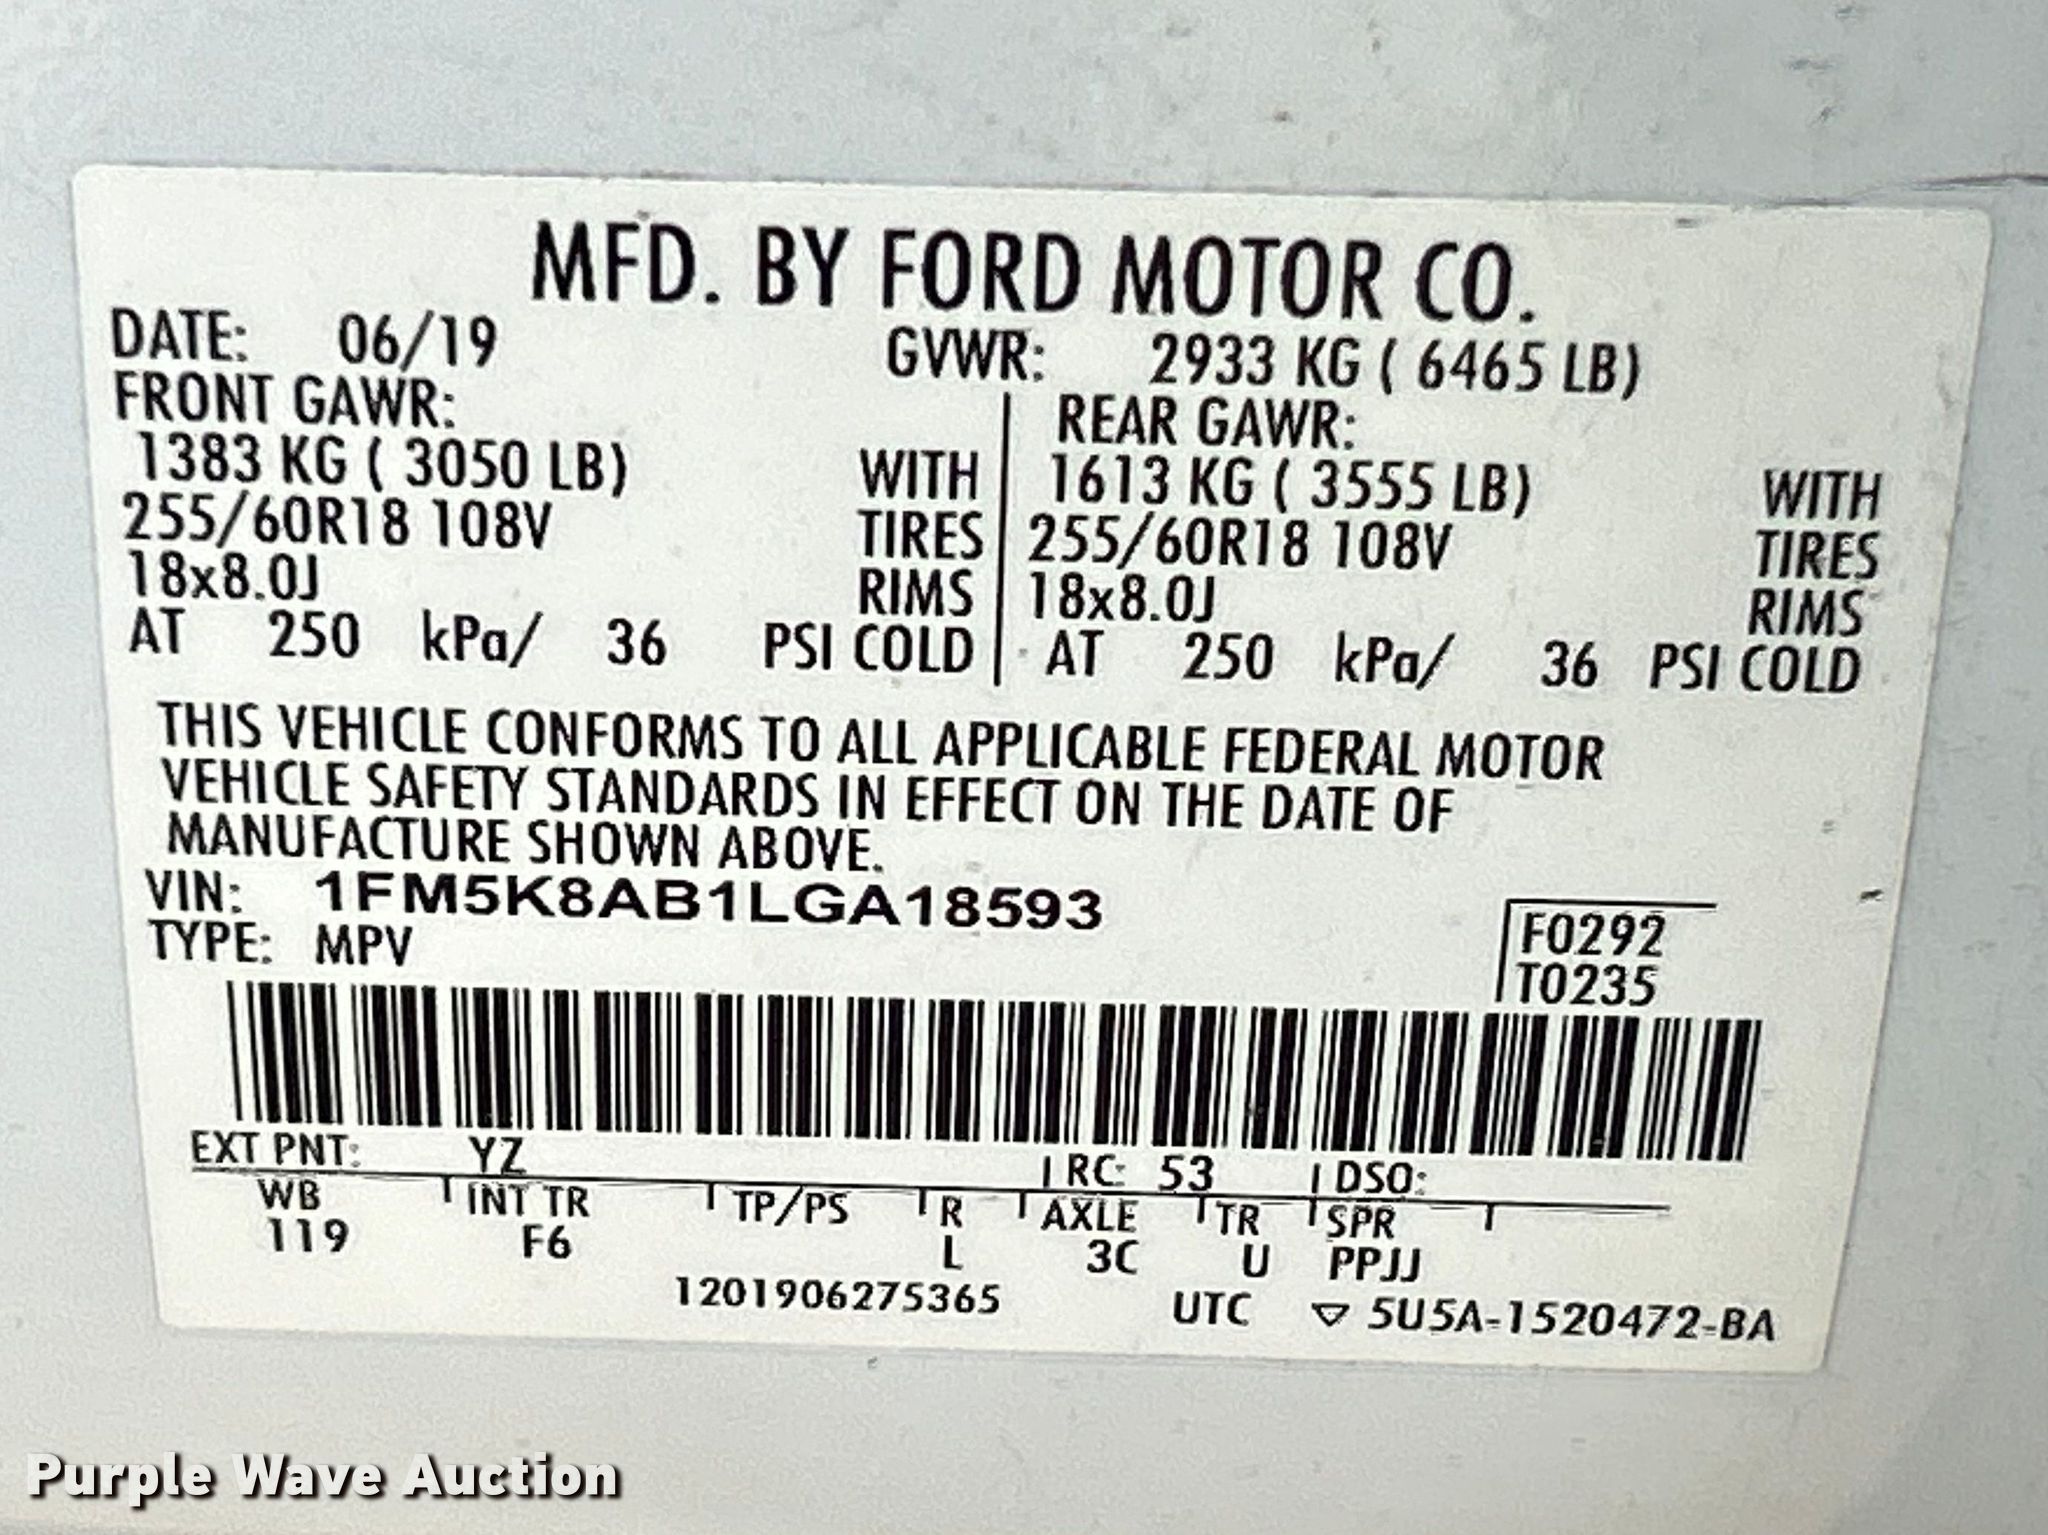 MFD. BY FORD MOTOR CO.
DATE: 06/19 GVWR: 2933 KG ( 6465 LB)
FRONT GAWR: REAR GAWR:
1383 KG ( 3050 LB) WITH 1613 KG ( 3555 LB) WITH
255/60R18 108V TIRES 255/60R18 108V TIRES
18x8.0J RIMS 18x8.0J RIMS
AT 250 kPa/ 36 PSI COLD AT 250 kPa/ 36 PSI COLD
THIS VEHICLE CONFORMS TO ALL APPLICABLE FEDERAL MOTOR
VEHICLE SAFETY STANDARDS IN EFFECT ON THE DATE OF
MANUFACTURE SHOWN ABOVE.
VIN: 1FM5K8AB1LGA18593
TYPE: MPV
F0292
T0235
EXT PNT: YZ RC: 53 DSO:
WB INT TR TP/PS R AXLE TR SPR
119 F6 L 3C U PPJJ
1201906275365 UTC ▽ 5U5A-1520472-BA
Purple Wave Auction